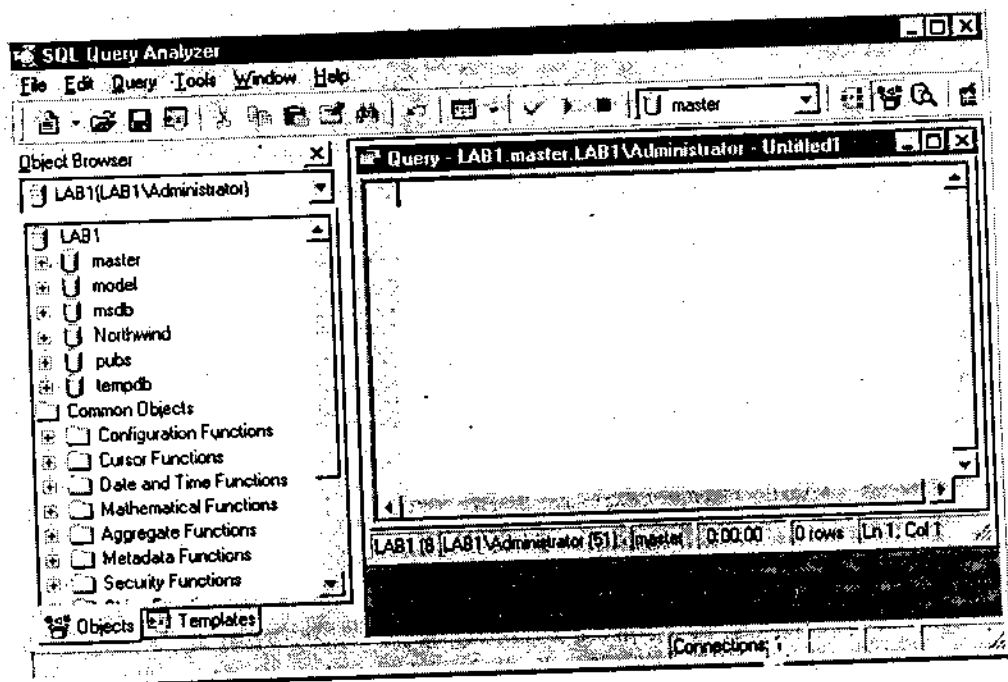 SQL Query Analyzer
File Edit Query Tools Window Help
master
Object Browser
LAB1(LAB1\Administrator)
LAB1
master
model
msdb
Northwind
pubs
tempdb
Common Objects
Configuration Functions
Cursor Functions
Date and Time Functions
Mathematical Functions
Aggregate Functions
Metadata Functions
Security Functions
Objects Templates
Query - LAB1.master.LAB1\Administrator - Untitled1
LAB1 (8 LAB1\Administrator (51) master 0:00:00 0 rows Ln 1, Col 1
Connections: 1